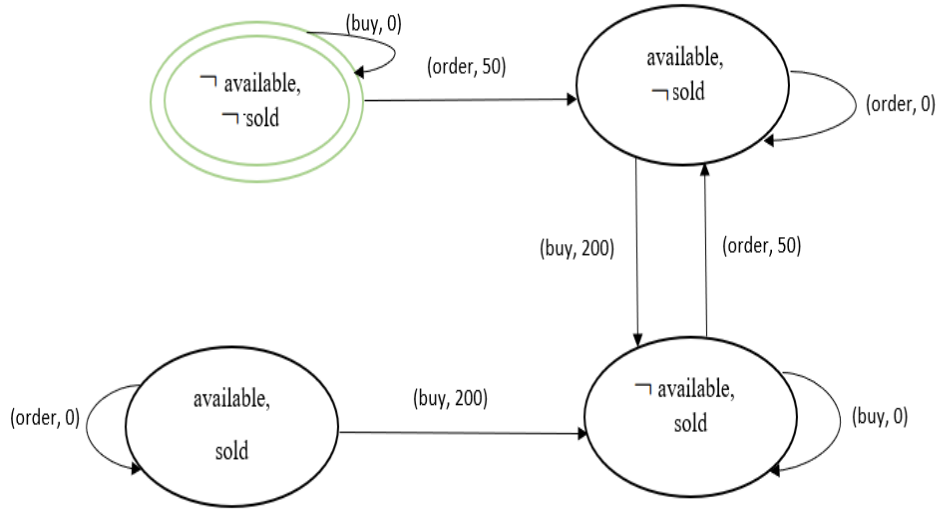 (buy, 0)
¬ available,
¬ sold
(order, 50)
available,
¬ sold
(order, 0)
(buy, 200)
(order, 50)
available,
sold
(order, 0)
(buy, 200)
¬ available,
sold
(buy, 0)